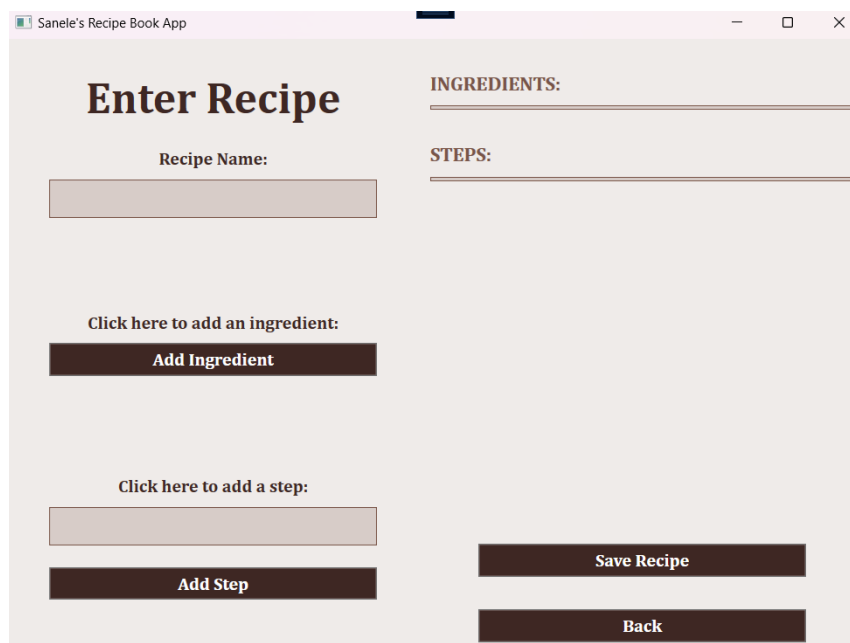 Sanele's Recipe Book App
Enter Recipe
Recipe Name:
Click here to add an ingredient:
Add Ingredient
Click here to add a step:
Add Step
INGREDIENTS:
STEPS:
Save Recipe
Back